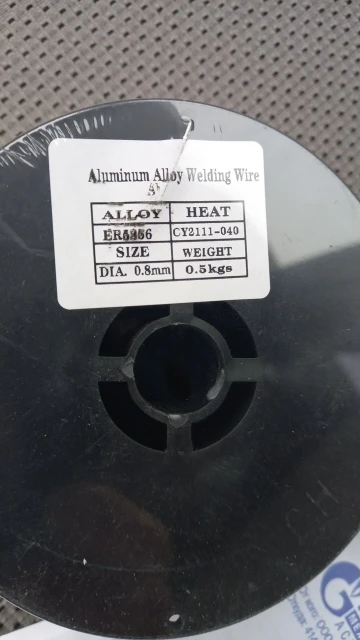 Aluminum Alloy Welding Wire
ALLOY HEAT
ER5356 CY2111-040
SIZE WEIGHT
DIA. 0.8mm 0.5kgs